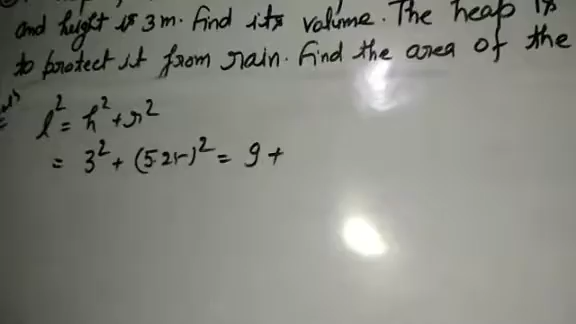 and height is 3 m. find its volume. The heap is
to protect it from rain. find the area of the
l² = h² + r²
= 3² + (5.25)² = 9 +